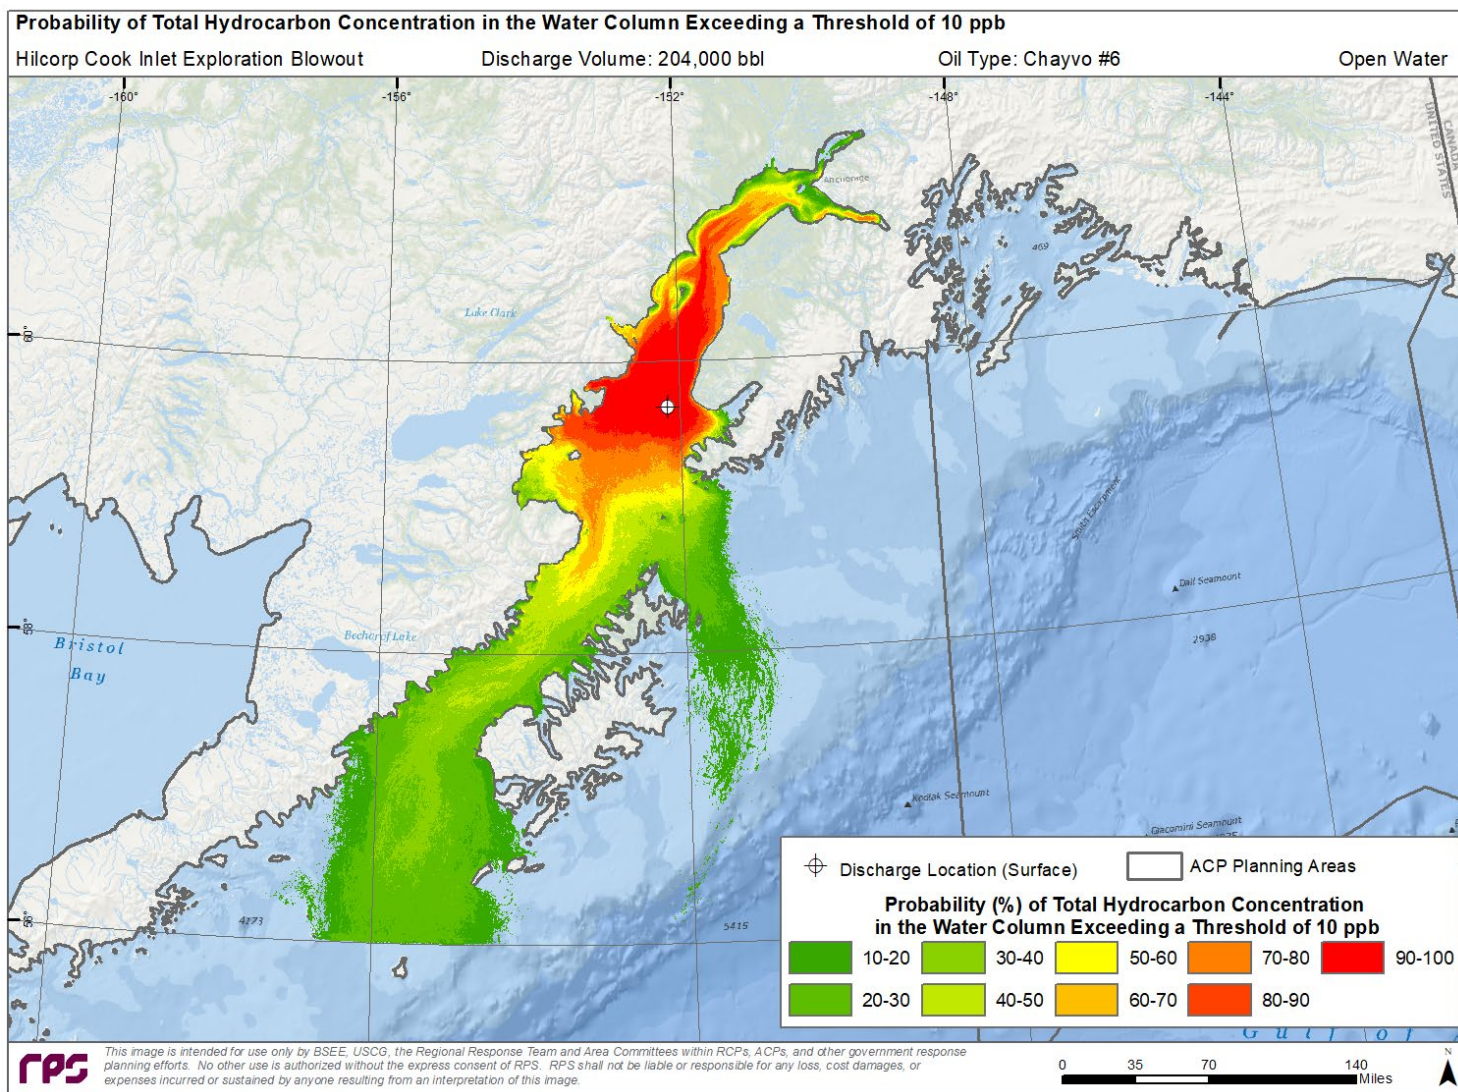 Probability of Total Hydrocarbon Concentration in the Water Column Exceeding a Threshold of 10 ppb
Hilcorp Cook Inlet Exploration Blowout Discharge Volume: 204,000 bbl Oil Type: Chayvo #6 Open Water
-160° -156° -152° -148° -144°
CANADA
UNITED STATES
Anchorage
469
Lake Clark
Dall Seamount
2938
Bristol
Bay
Becharof Lake
Kodiak Seamount
Giacomini Seamount
4173
5415
Discharge Location (Surface) ACP Planning Areas
Probability (%) of Total Hydrocarbon Concentration
in the Water Column Exceeding a Threshold of 10 ppb
10-20 30-40 50-60 70-80 90-100
20-30 40-50 60-70 80-90
Gulf of
RPS
This image is intended for use only by BSEE, USCG, the Regional Response Team and Area Committees within RCPs, ACPs, and other government response
planning efforts. No other use is authorized without the express consent of RPS. RPS shall not be liable or responsible for any loss, cost damages, or
expenses incurred or sustained by anyone resulting from an interpretation of this image.
N
0 35 70 140
Miles